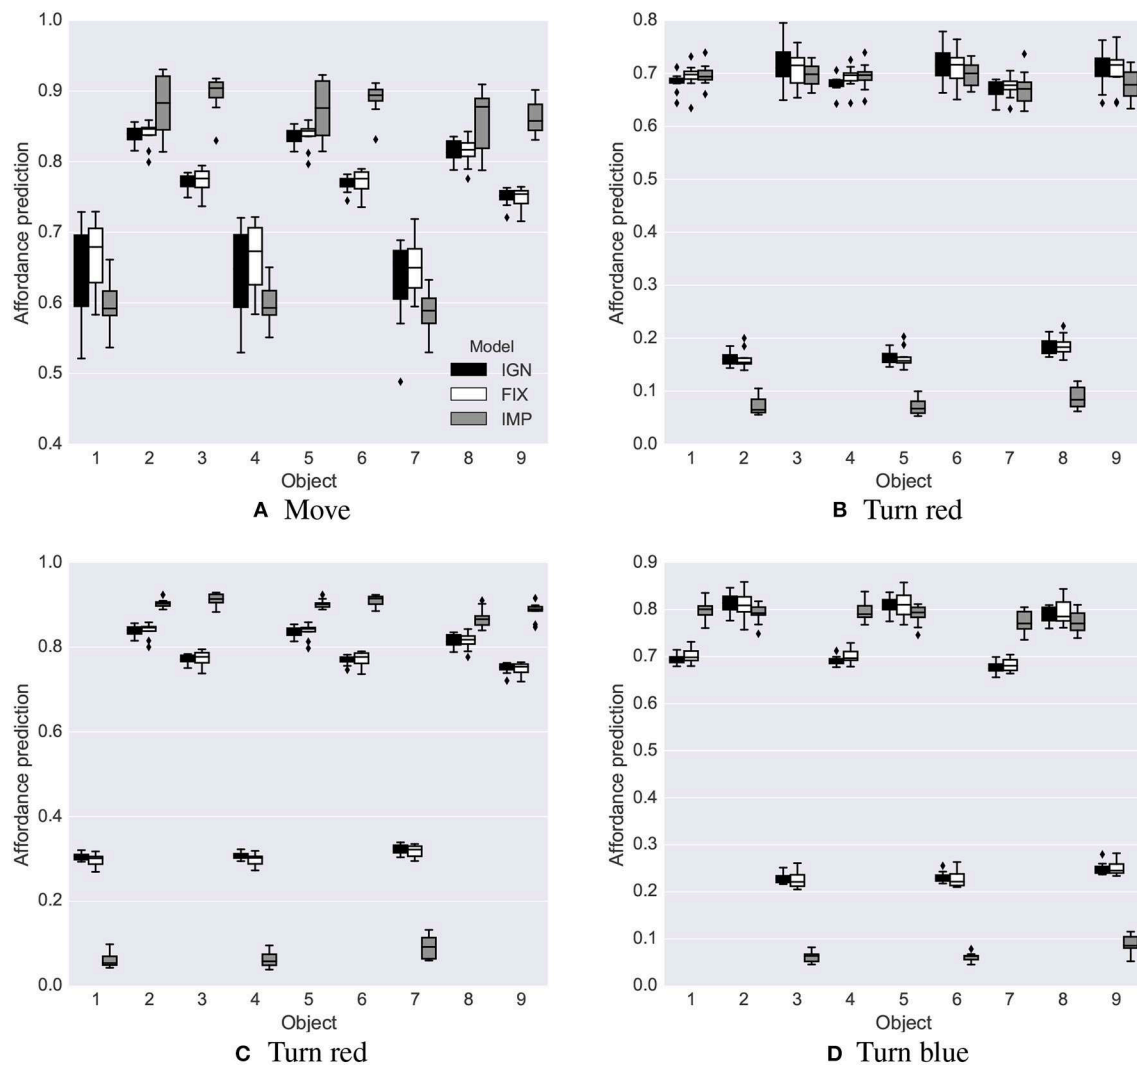 1.0
0.9
0.8
0.7
0.6
0.5
0.4
Affordance prediction
Model
IGN
FIX
IMP
1 2 3 4 5 6 7 8 9
Object
A Move
0.8
0.7
0.6
0.5
0.4
0.3
0.2
0.1
0.0
Affordance prediction
1 2 3 4 5 6 7 8 9
Object
B Turn red
1.0
0.8
0.6
0.4
0.2
0.0
Affordance prediction
1 2 3 4 5 6 7 8 9
Object
C Turn red
0.9
0.8
0.7
0.6
0.5
0.4
0.3
0.2
0.1
0.0
Affordance prediction
1 2 3 4 5 6 7 8 9
Object
D Turn blue